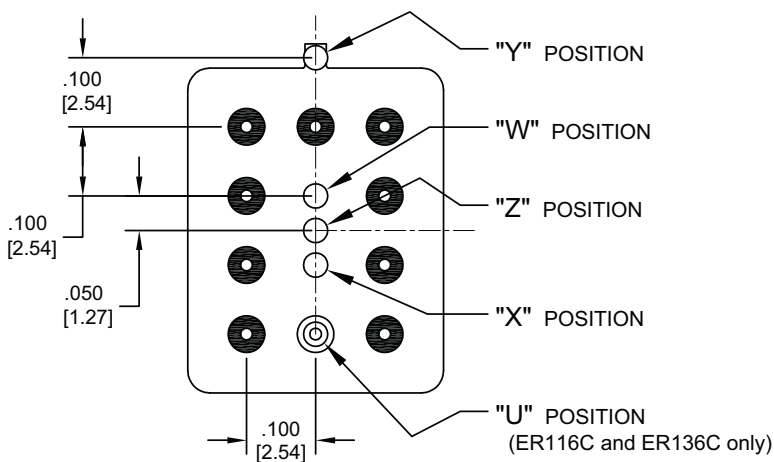 "Y" POSITION
.100
[2.54]
"W" POSITION
"Z" POSITION
.100
[2.54]
.050
[1.27]
"X" POSITION
"U" POSITION
(ER116C and ER136C only)
.100
[2.54]